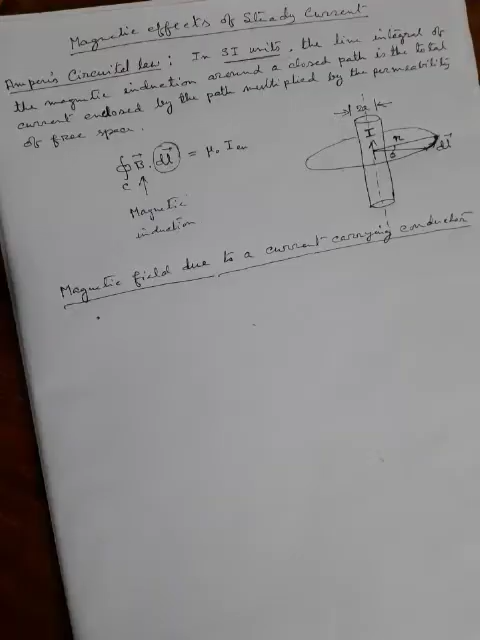 Magnetic effects of Steady Current
Amperis Circuital law : In SI units, the line integral of
the magnetic induction around a closed path is the total
current enclosed by the path multiplied by the permeability
of free space.
2a
I
r
dl
∮ B⃗ . dl⃗ = μ₀ Ien
C
Magnetic
induction
Magnetic field due to a current carrying conductor